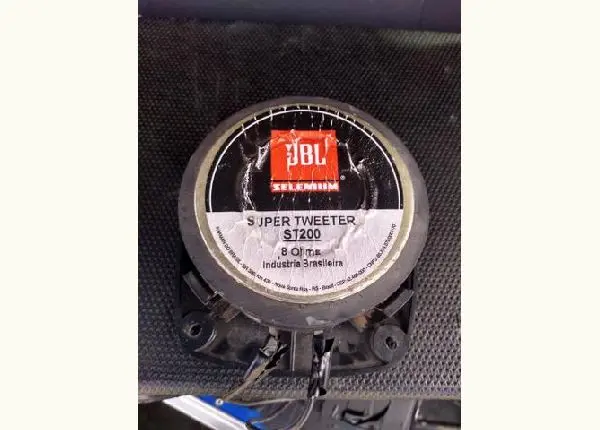 JBL
SELENIUM®
SUPER TWEETER
ST200
8 Ohms
Industria Brasileira